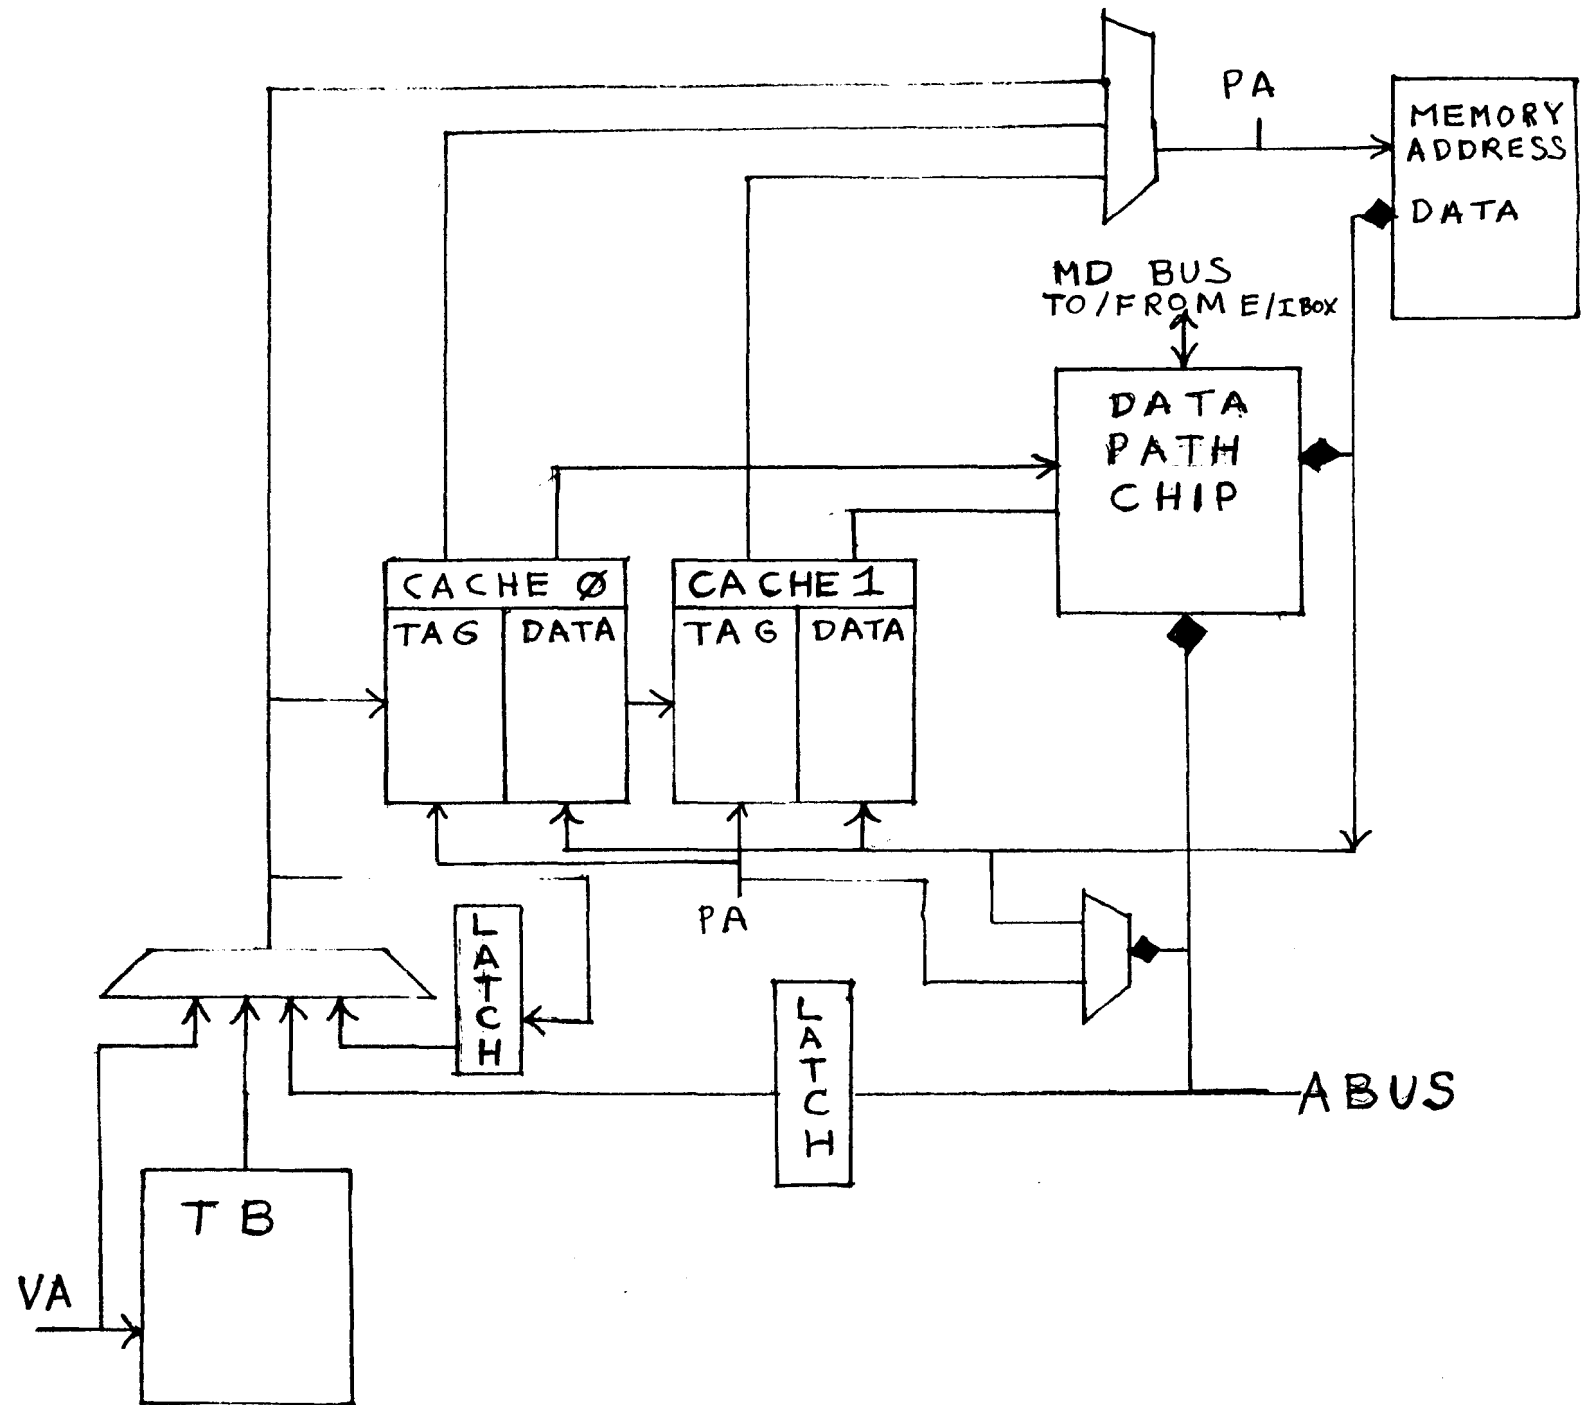 PA
MEMORY
ADDRESS
DATA
MD BUS
TO/FROM E/IBOX
DATA
PATH
CHIP
CACHE Ø
CACHE 1
TAG
DATA
TAG
DATA
PA
LATCH
LATCH
ABUS
TB
VA